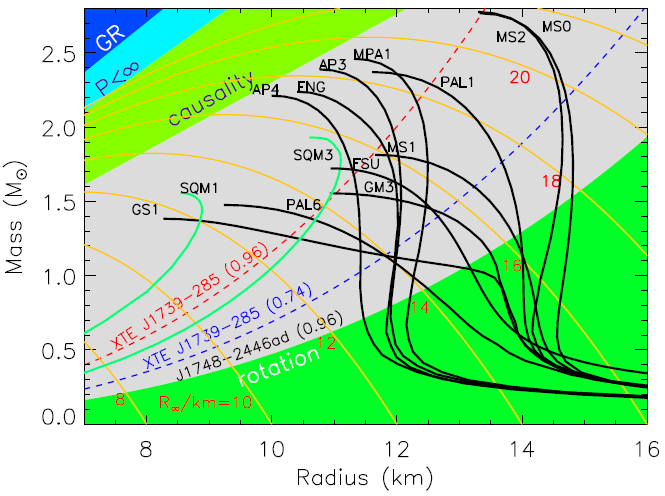 GR
P<∞
causality
MS0
MS2
MPA1
AP3
PAL1
20
ENG
AP4
SQM3
MS1
FSU
SQM1
GM3
18
GS1
PAL6
16
14
12
XTE J1739-285 (0.96)
XTE J1739-285 (0.74)
J1748-2446ad (0.96)
rotation
8
R∞/km=10
2.5
2.0
1.5
1.0
0.5
0.0
Mass (M☉)
8
10
12
14
16
Radius (km)